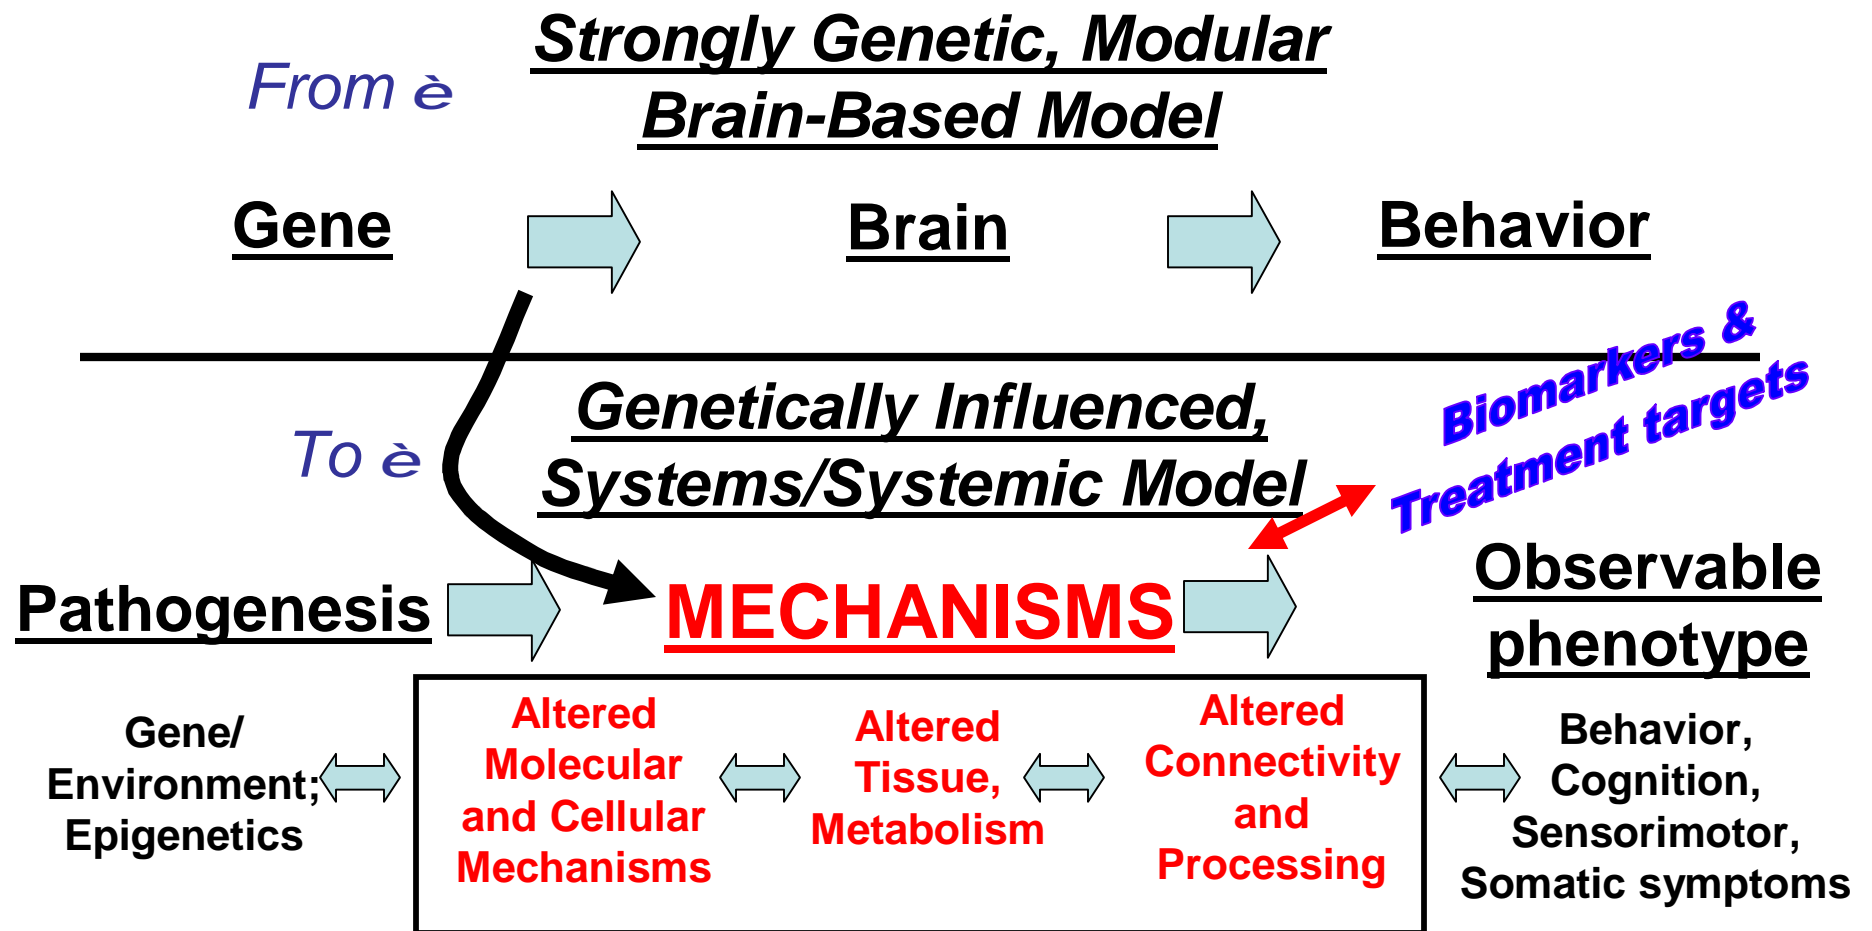 Strongly Genetic, Modular
From è
Brain-Based Model
Gene
Brain
Behavior
Biomarkers &
Treatment targets
Genetically Influenced,
To è
Systems/Systemic Model
Pathogenesis
MECHANISMS
Observable
phenotype
Gene/
Environment;
Epigenetics
Altered
Molecular
and Cellular
Mechanisms
Altered
Tissue,
Metabolism
Altered
Connectivity
and
Processing
Behavior,
Cognition,
Sensorimotor,
Somatic symptoms